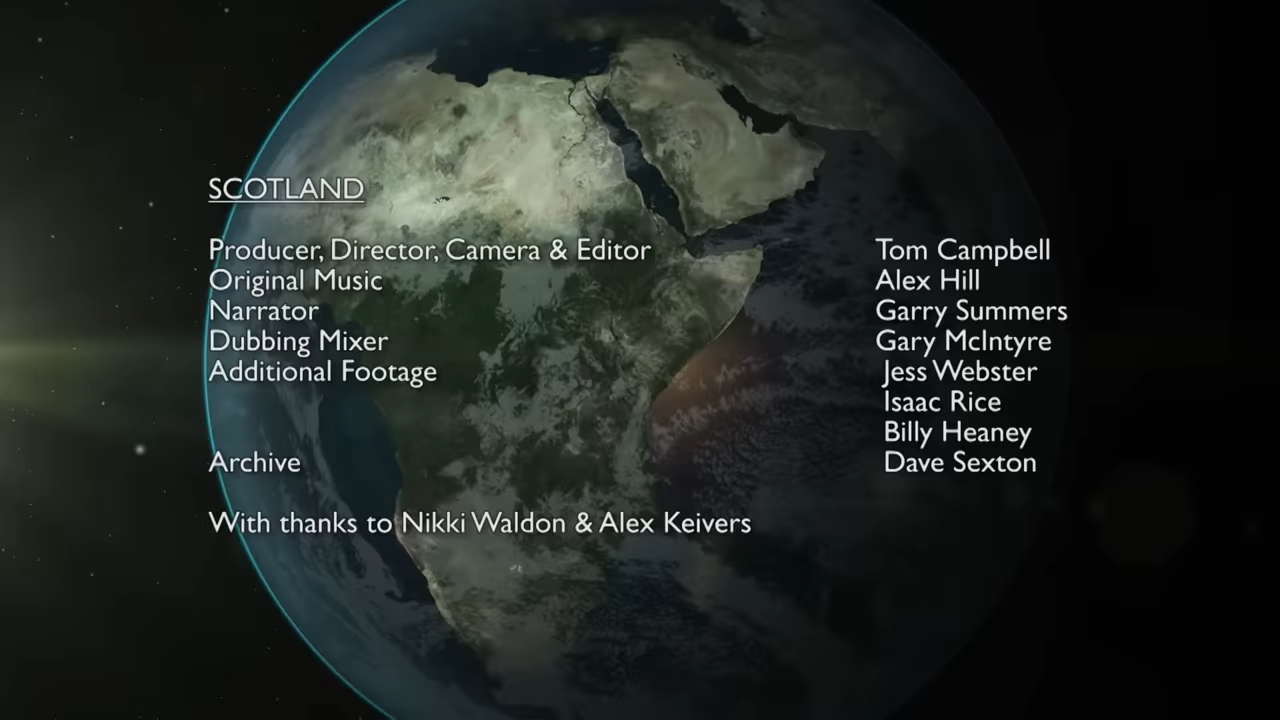 SCOTLAND
Producer, Director, Camera & Editor Tom Campbell
Original Music Alex Hill
Narrator Garry Summers
Dubbing Mixer Gary McIntyre
Additional Footage Jess Webster
Isaac Rice
Billy Heaney
Archive Dave Sexton
With thanks to Nikki Waldon & Alex Keivers